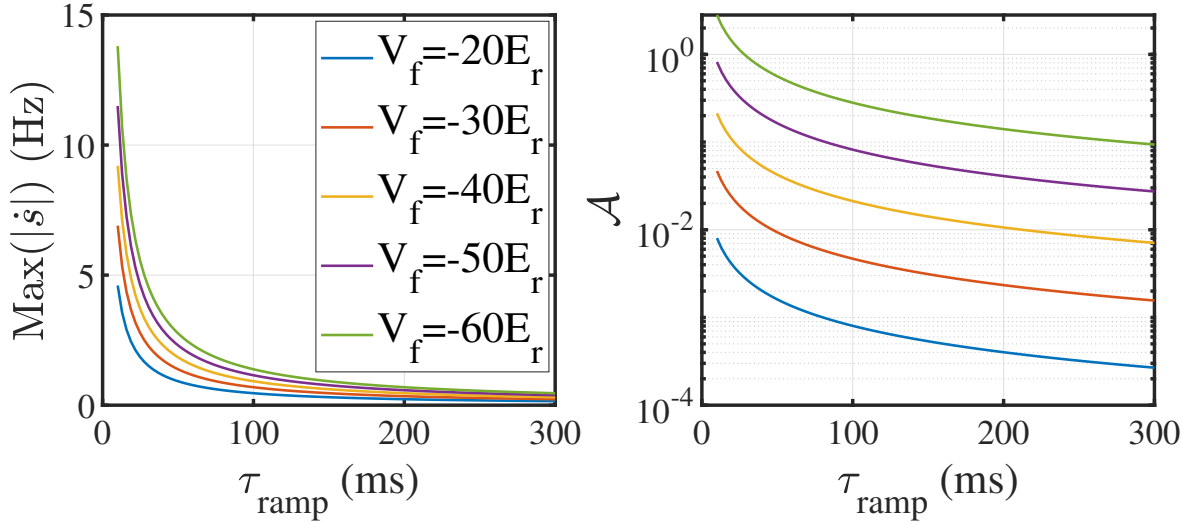 15
10
5
0
Max(|ṡ|) (Hz)
V_f=-20E_r
V_f=-30E_r
V_f=-40E_r
V_f=-50E_r
V_f=-60E_r
0 100 200 300
τ_ramp (ms)
10^0
10^-2
10^-4
𝒜
0 100 200 300
τ_ramp (ms)